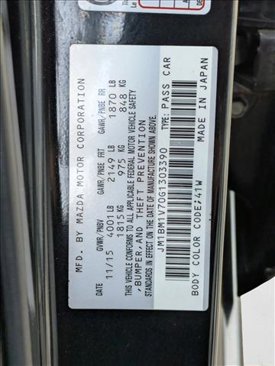 MFD. BY MAZDA MOTOR CORPORATION
GVWR/PNBV GAWR/PNBE FRT GAWR/PNBE RR
11/15 4001 LB 2149 LB 1870 LB
1815 KG 975 KG 848 KG
THIS VEHICLE CONFORMS TO ALL APPLICABLE FEDERAL MOTOR VEHICLE SAFETY
,BUMPER,AND THEFT PREVENTION
STANDARDS IN EFFECT ON THE DATE OF MANUFACTURE SHOWN ABOVE.
JM1BM1V70G1303390 TYPE:PASS CAR
BODY COLOR CODE:41W MADE IN JAPAN